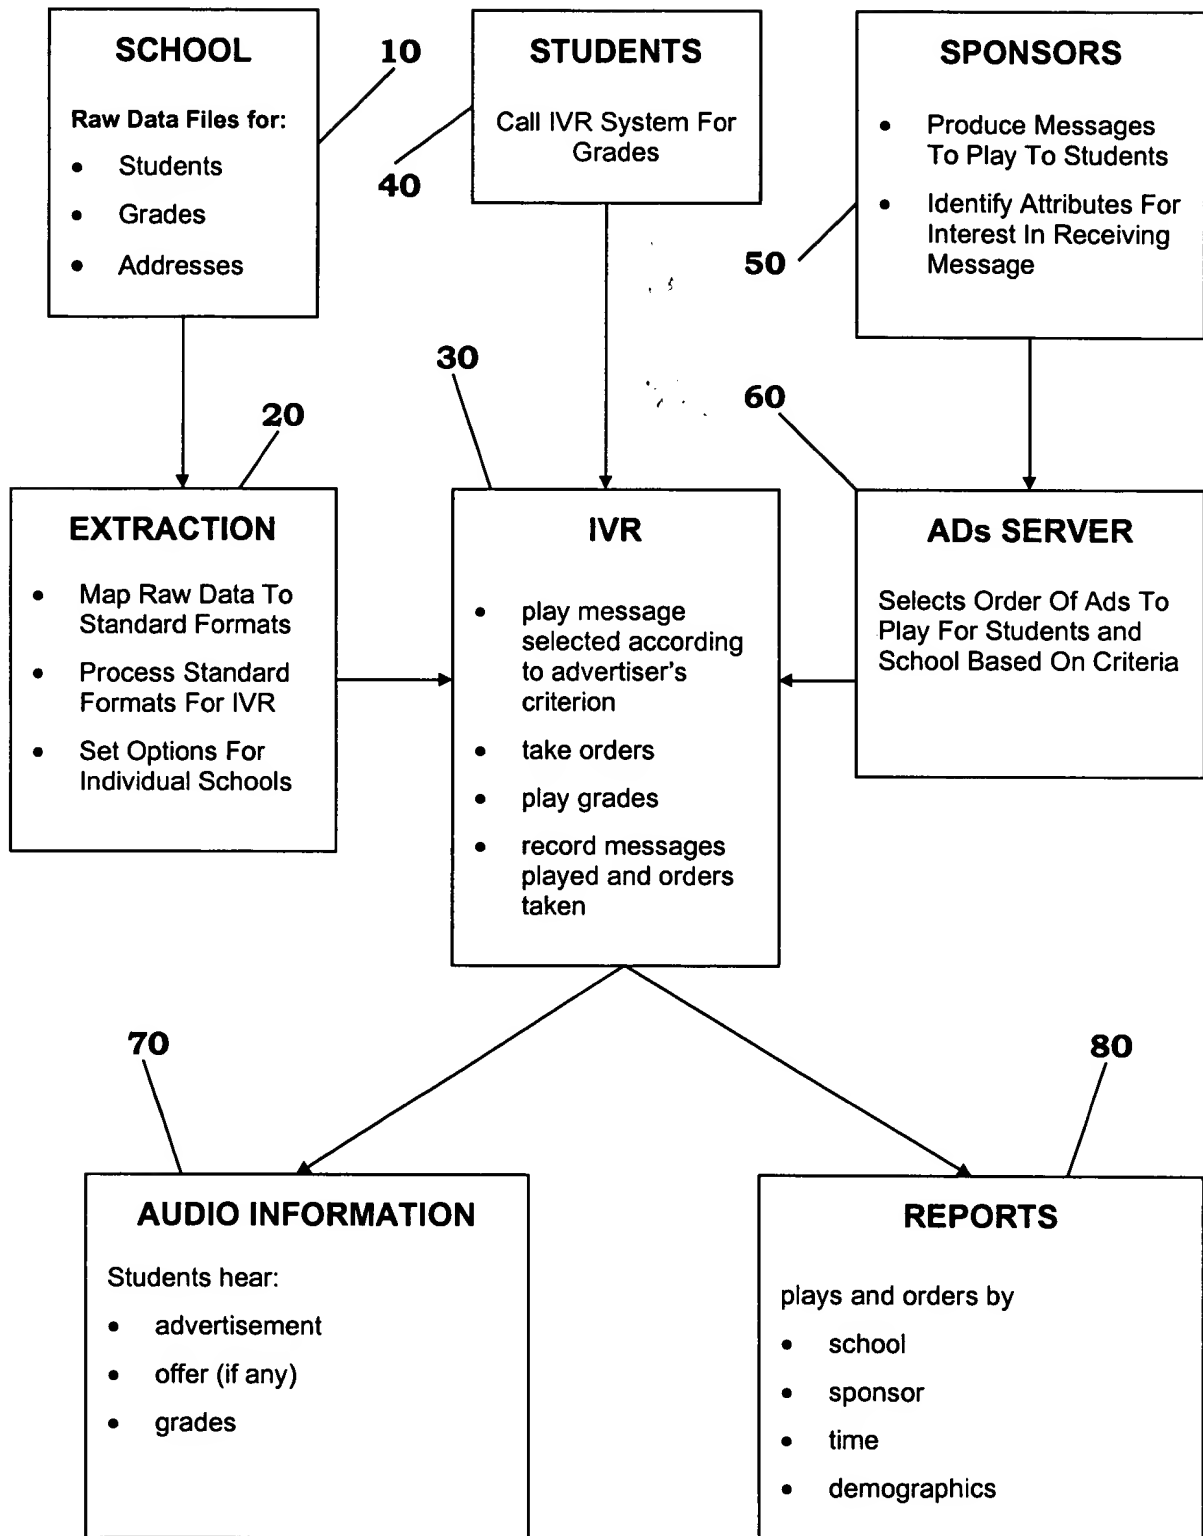 SCHOOL
Raw Data Files for:
• Students
• Grades
• Addresses
10
STUDENTS
Call IVR System For
Grades
40
SPONSORS
• Produce Messages
To Play To Students
• Identify Attributes For
Interest In Receiving
Message
50
20
EXTRACTION
• Map Raw Data To
Standard Formats
• Process Standard
Formats For IVR
• Set Options For
Individual Schools
30
IVR
• play message
selected according
to advertiser's
criterion
• take orders
• play grades
• record messages
played and orders
taken
60
ADs SERVER
Selects Order Of Ads To
Play For Students and
School Based On Criteria
70
AUDIO INFORMATION
Students hear:
• advertisement
• offer (if any)
• grades
80
REPORTS
plays and orders by
• school
• sponsor
• time
• demographics